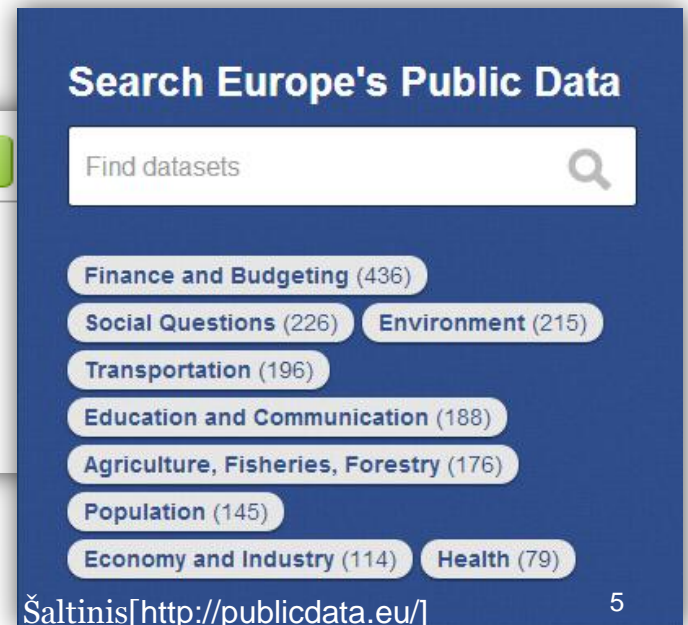 Search Europe's Public Data
Find datasets
Finance and Budgeting (436)
Social Questions (226) Environment (215)
Transportation (196)
Education and Communication (188)
Agriculture, Fisheries, Forestry (176)
Population (145)
Economy and Industry (114) Health (79)
Šaltinis[http://publicdata.eu/]
5